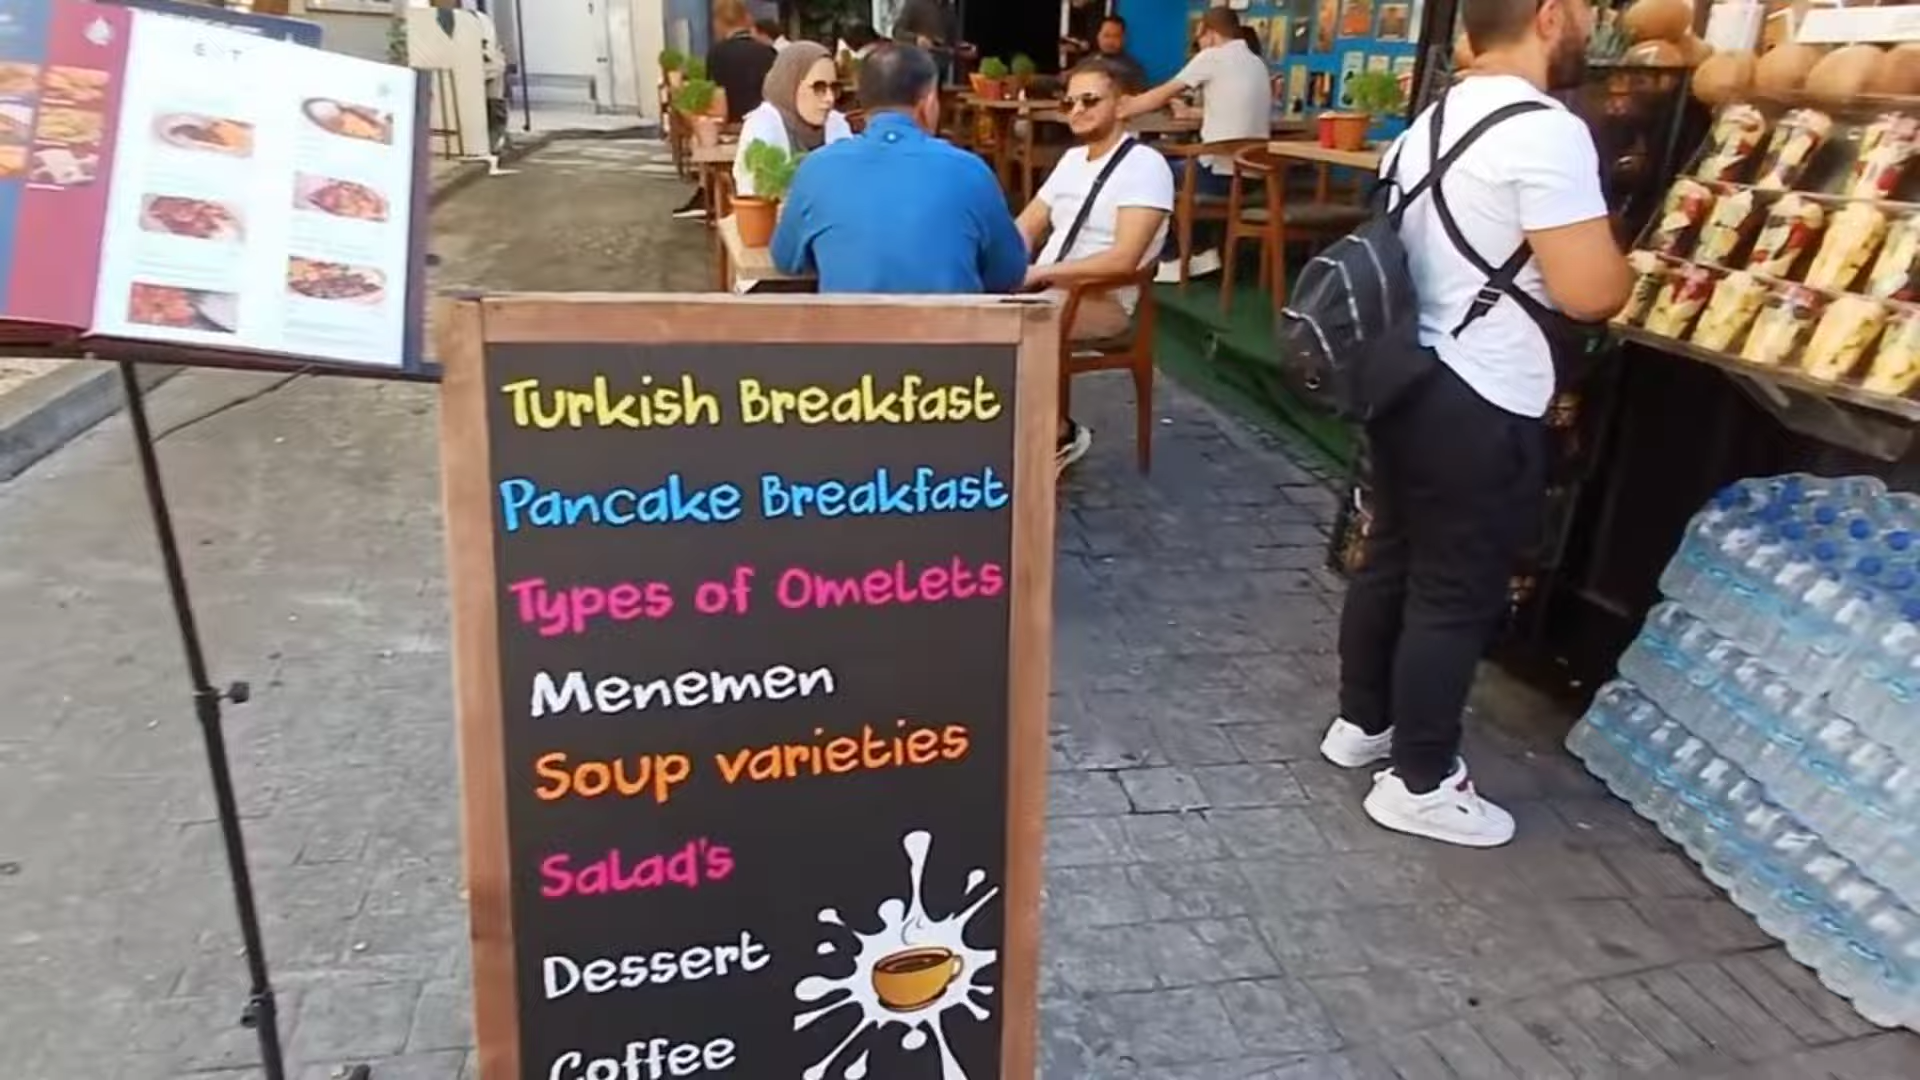 Turkish Breakfast
Pancake Breakfast
Types of Omelets
Menemen
Soup varieties
Salad's
Dessert
Coffee